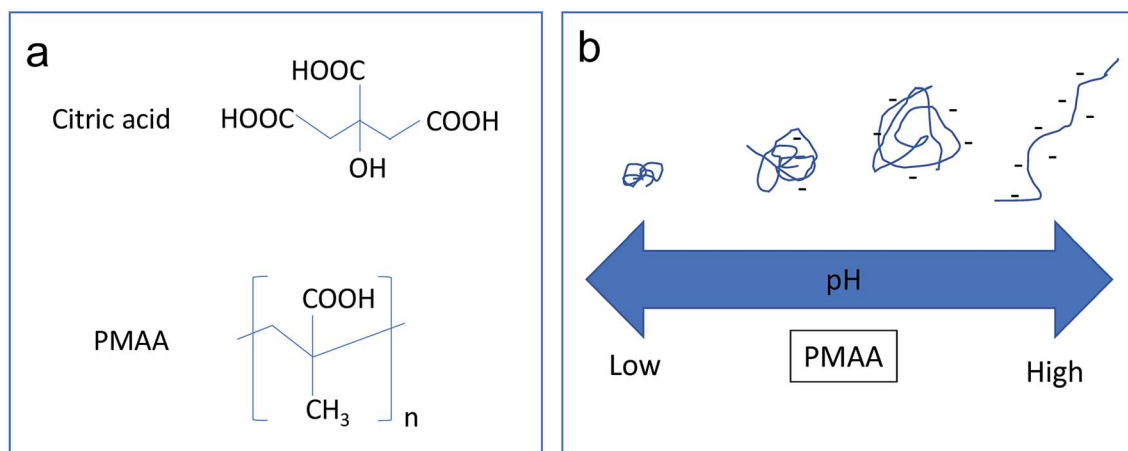 a
Citric acid
HOOC
HOOC
COOH
OH
PMAA
COOH
CH₃
n
b
- - - - - - - - - - - - -
pH
Low
PMAA
High